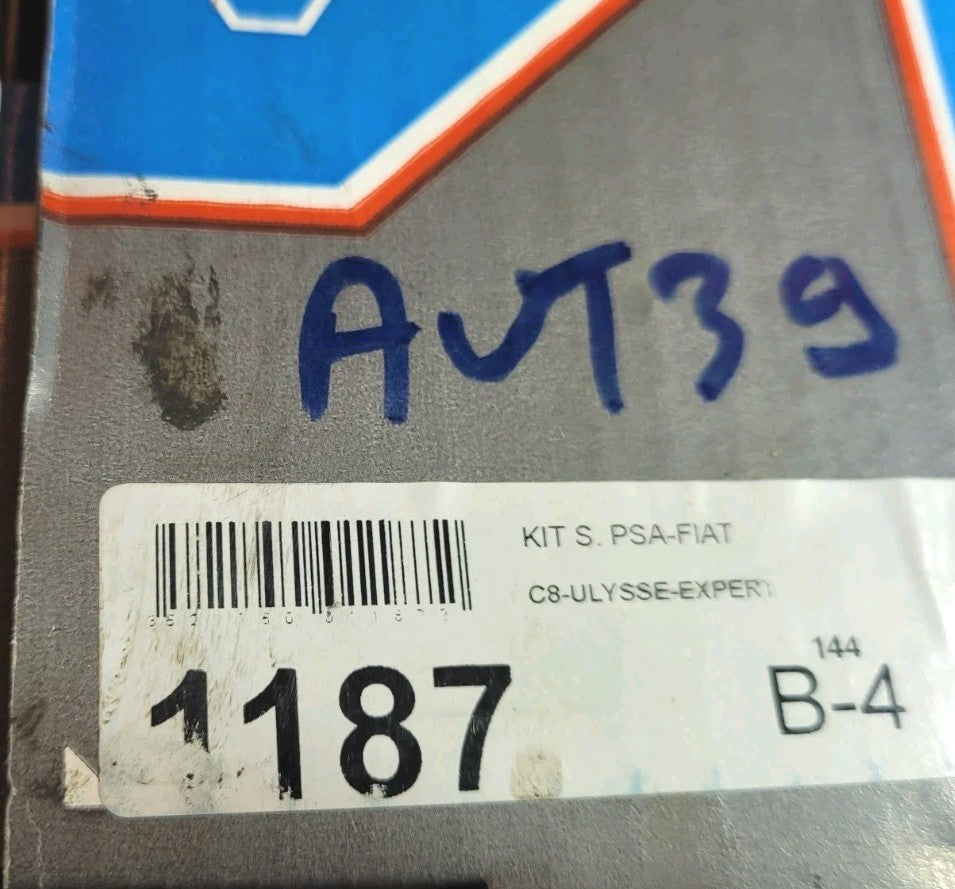 AUT39
KIT S. PSA-FIAT
C8-ULYSSE-EXPERT
1187
144
B-4